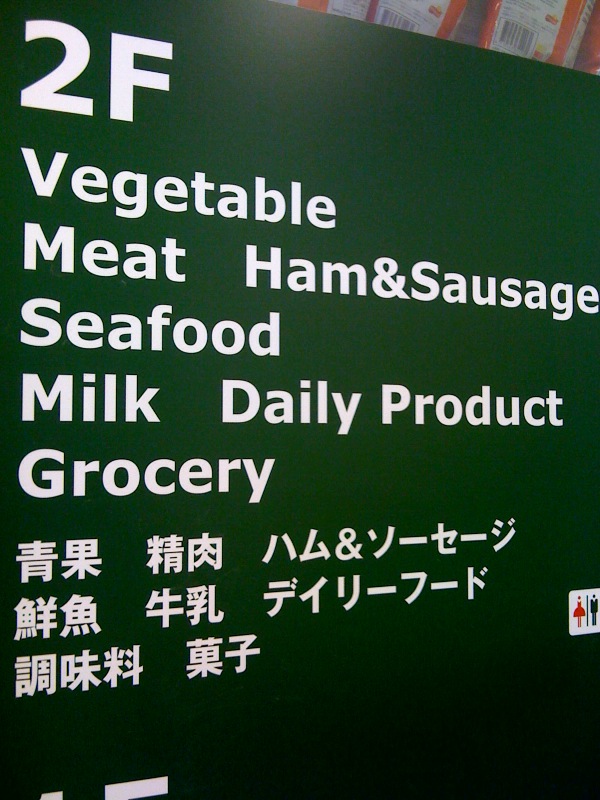 2F
Vegetable
Meat Ham&Sausage
Seafood
Milk Daily Product
Grocery
青果 精肉 ハム&ソーセージ
鮮魚 牛乳 デイリーフード
調味料 菓子